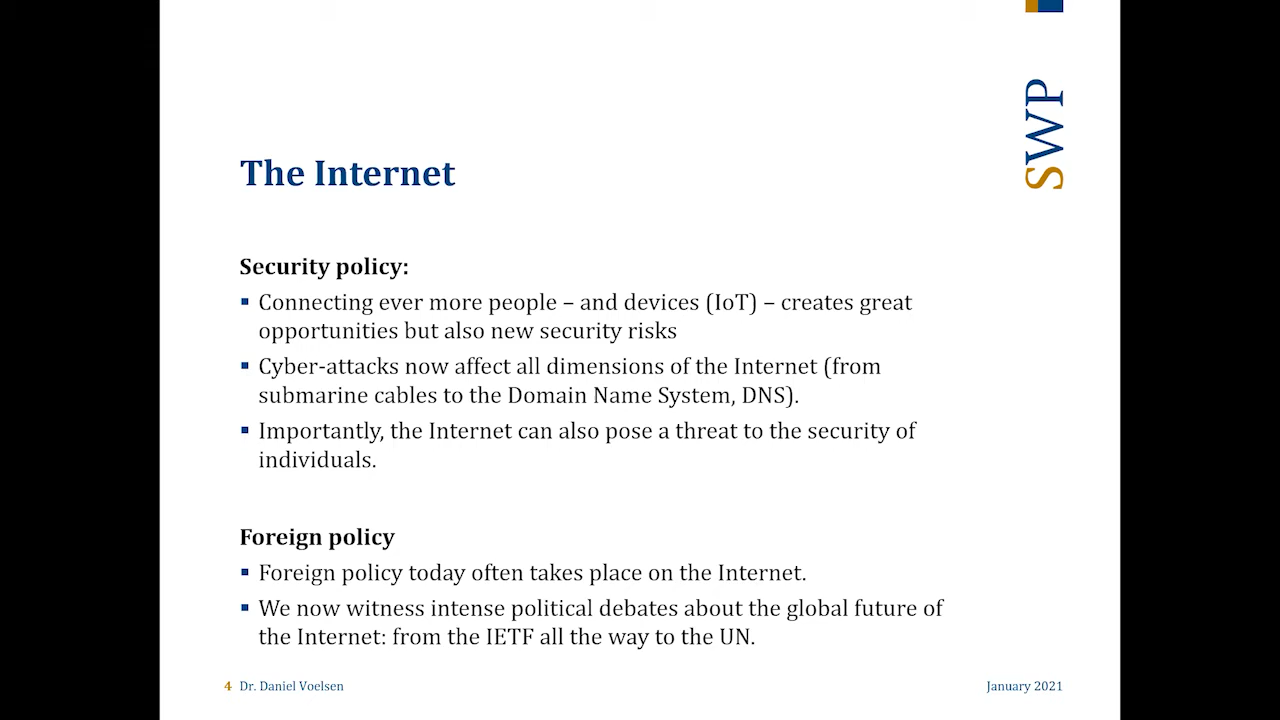 SWP
The Internet
Security policy:
▪ Connecting ever more people – and devices (IoT) – creates great
opportunities but also new security risks
▪ Cyber-attacks now affect all dimensions of the Internet (from
submarine cables to the Domain Name System, DNS).
▪ Importantly, the Internet can also pose a threat to the security of
individuals.
Foreign policy
▪ Foreign policy today often takes place on the Internet.
▪ We now witness intense political debates about the global future of
the Internet: from the IETF all the way to the UN.
4 Dr. Daniel Voelsen
January 2021